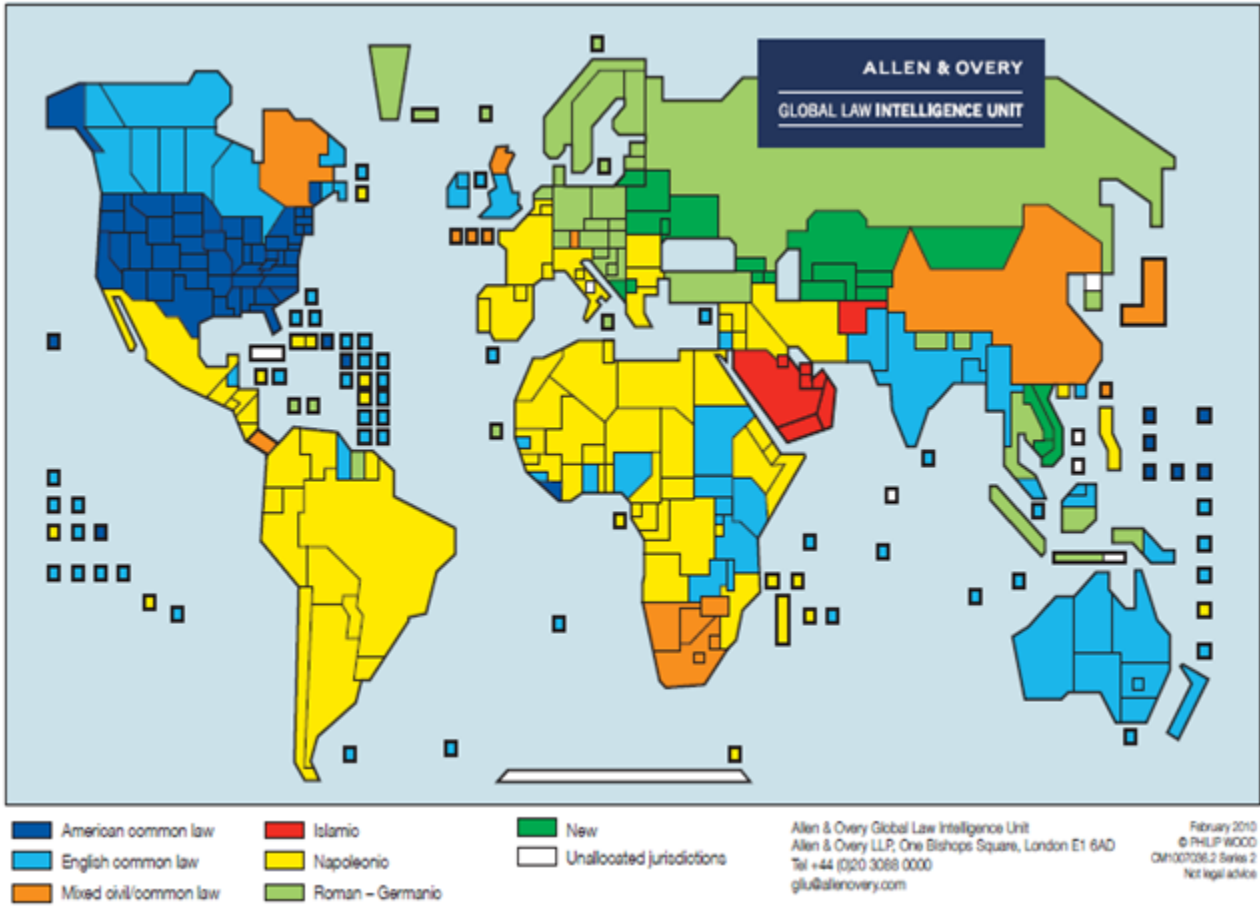 ALLEN & OVERY
GLOBAL LAW INTELLIGENCE UNIT
American common law
English common law
Mixed civil/common law
Islamic
Napoleonic
Roman – Germanic
New
Unallocated jurisdictions
Allen & Overy Global Law Intelligence Unit
Allen & Overy LLP, One Bishops Square, London E1 6AD
Tel +44 (0)20 3088 0000
gliu@allenovery.com
February 2010
© PHILIP WOOD
Series 2
Not legal advice